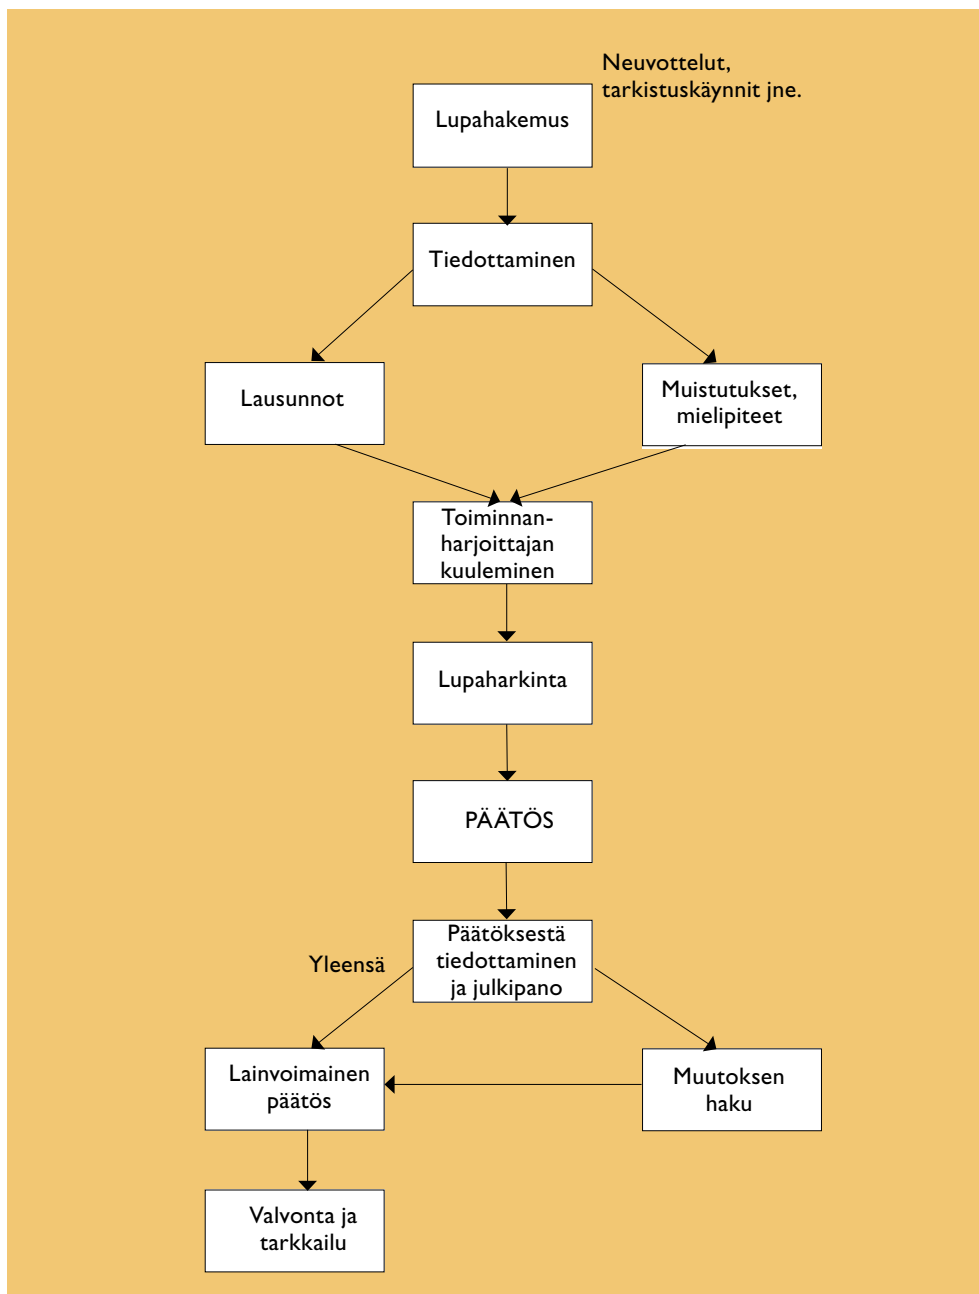 Neuvottelut,
tarkistuskäynnit jne.
Lupahakemus
Tiedottaminen
Lausunnot
Muistutukset,
mielipiteet
Toiminnan-
harjoittajan
kuuleminen
Lupaharkinta
PÄÄTÖS
Päätöksestä
tiedottaminen
ja julkipano
Yleensä
Lainvoimainen
päätös
Muutoksen
haku
Valvonta ja
tarkkailu